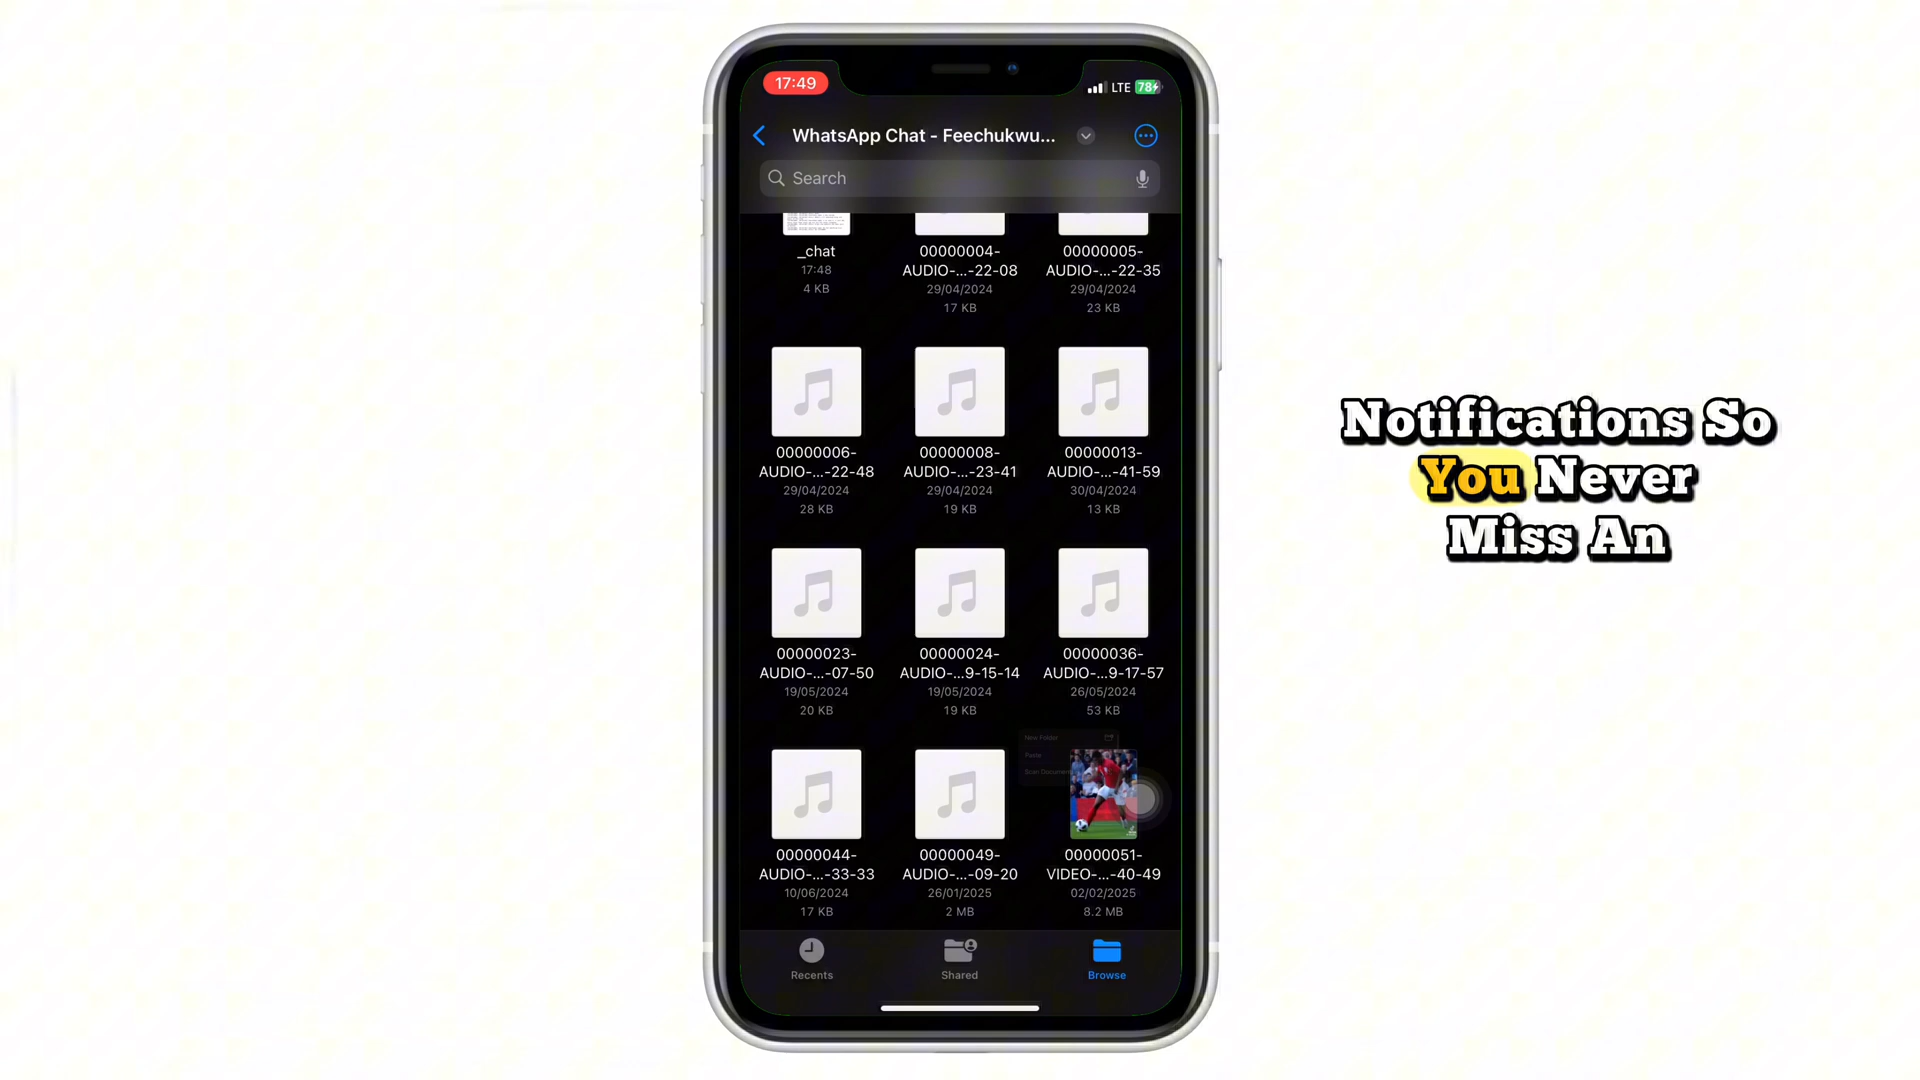 17:49
LTE 78
WhatsApp Chat - Feechukwu...
Search
_chat
17:48
4 KB
00000004-
AUDIO-...-22-08
29/04/2024
17 KB
00000005-
AUDIO-...-22-35
29/04/2024
23 KB
00000006-
AUDIO-...-22-48
29/04/2024
28 KB
00000008-
AUDIO-...-23-41
29/04/2024
19 KB
00000013-
AUDIO-...-41-59
30/04/2024
13 KB
00000023-
AUDIO-...-07-50
19/05/2024
20 KB
00000024-
AUDIO-...9-15-14
19/05/2024
19 KB
00000036-
AUDIO-...9-17-57
26/05/2024
53 KB
New Folder
Paste
Scan Documen
00000044-
AUDIO-...-33-33
10/06/2024
17 KB
00000049-
AUDIO-...-09-20
26/01/2025
2 MB
00000051-
VIDEO-...-40-49
02/02/2025
8.2 MB
Recents
Shared
Browse
Notifications So
You Never
Miss An